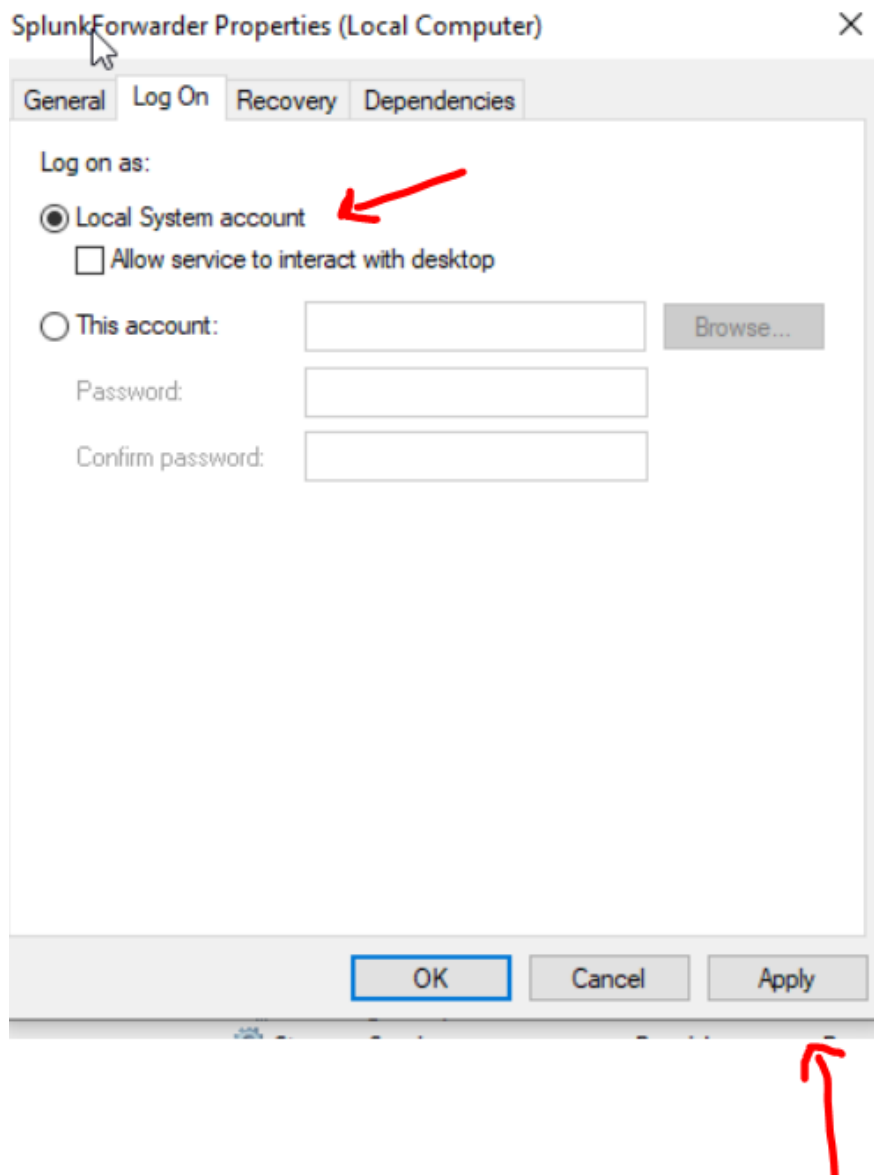 SplunkForwarder Properties (Local Computer)
General Log On Recovery Dependencies
Log on as:
Local System account
Allow service to interact with desktop
This account:
Browse...
Password:
Confirm password:
OK Cancel Apply